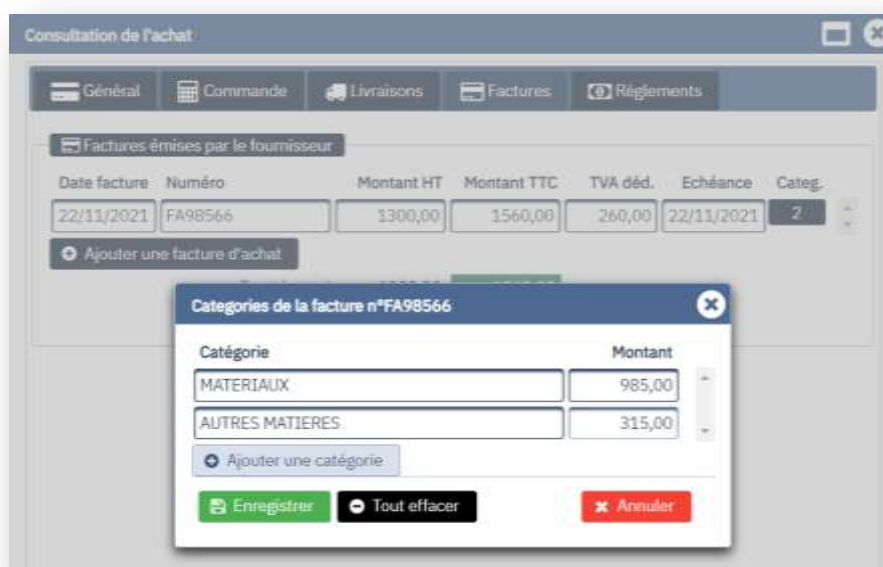 Consultation de l'achat
Général Commande Livraisons Factures Réglements
Factures émises par le fournisseur
Date facture Numéro Montant HT Montant TTC TVA déd. Echéance Categ.
22/11/2021 FA98566 1300,00 1560,00 260,00 22/11/2021 2
Ajouter une facture d'achat
Categories de la facture n°FA98566
Catégorie Montant
MATERIAUX 985,00
AUTRES MATIERES 315,00
Ajouter une catégorie
Enregistrer Tout effacer Annuler